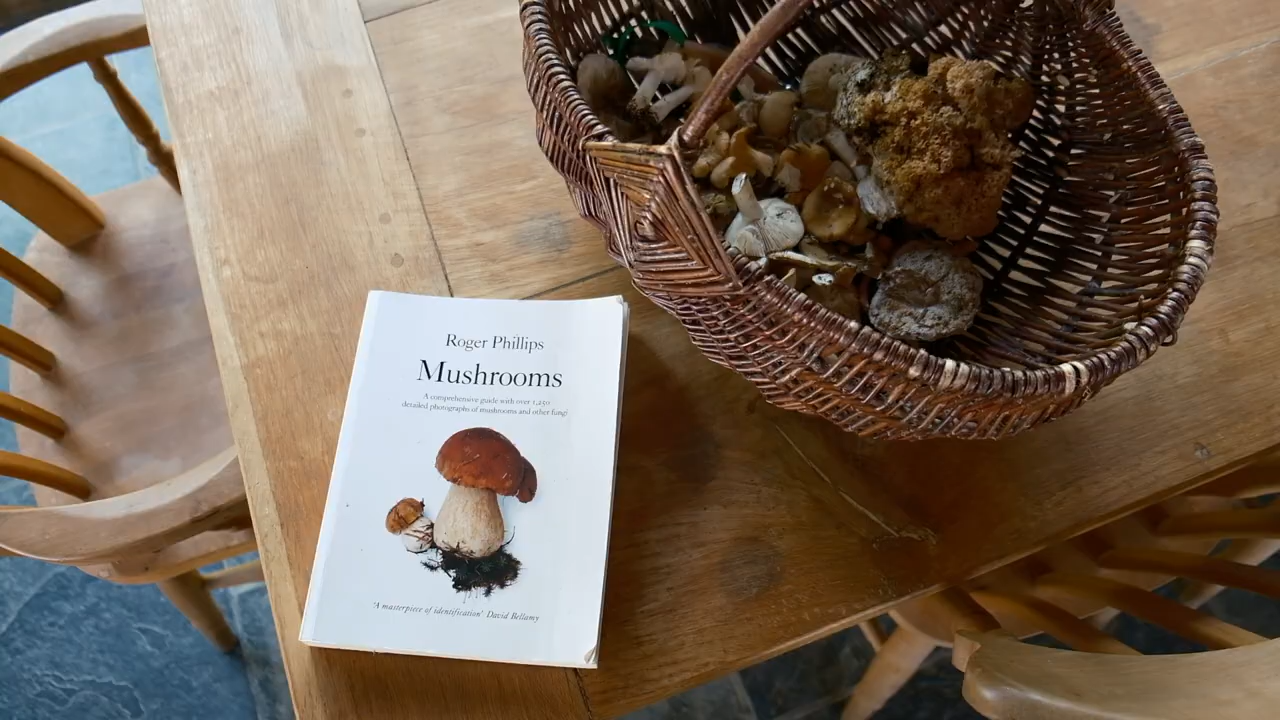 Roger Phillips
Mushrooms
A comprehensive guide with over 1,250
detailed photographs of mushrooms and other fungi
'A masterpiece of identification' David Bellamy